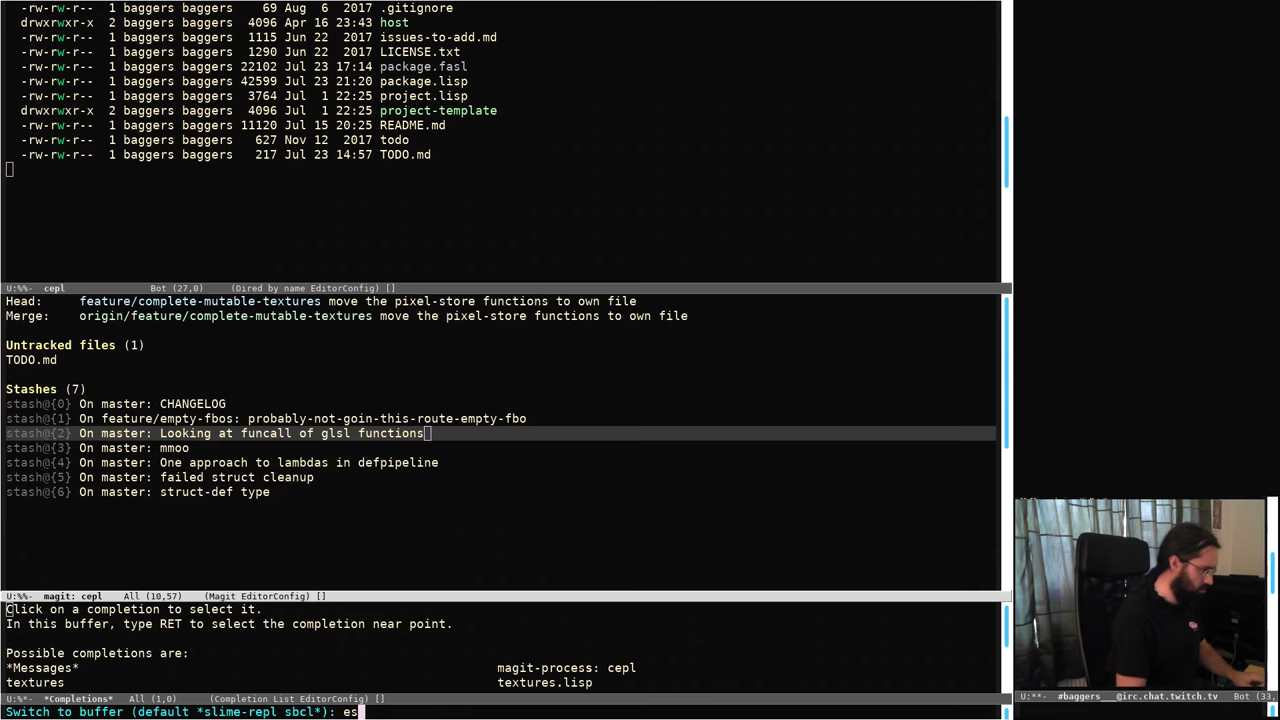 -rw-rw-r-- 1 baggers baggers 69 Aug 6 2017 .gitignore
drwxrwxr-x 2 baggers baggers 4096 Apr 16 23:43 host
-rw-rw-r-- 1 baggers baggers 1115 Jun 22 2017 issues-to-add.md
-rw-rw-r-- 1 baggers baggers 1290 Jun 22 2017 LICENSE.txt
-rw-rw-r-- 1 baggers baggers 22102 Jul 23 17:14 package.fasl
-rw-rw-r-- 1 baggers baggers 42599 Jul 23 21:20 package.lisp
-rw-rw-r-- 1 baggers baggers 3764 Jul 1 22:25 project.lisp
drwxrwxr-x 2 baggers baggers 4096 Jul 1 22:25 project-template
-rw-rw-r-- 1 baggers baggers 11120 Jul 15 20:25 README.md
-rw-rw-r-- 1 baggers baggers 627 Nov 12 2017 todo
-rw-rw-r-- 1 baggers baggers 217 Jul 23 14:57 TODO.md
U:%%- cepl Bot (27,0) (Dired by name EditorConfig) []
Head: feature/complete-mutable-textures move the pixel-store functions to own file
Merge: origin/feature/complete-mutable-textures move the pixel-store functions to own file
Untracked files (1)
TODO.md
Stashes (7)
stash@{0} On master: CHANGELOG
stash@{1} On feature/empty-fbos: probably-not-goin-this-route-empty-fbo
stash@{2} On master: Looking at funcall of glsl functions
stash@{3} On master: mmoo
stash@{4} On master: One approach to lambdas in defpipeline
stash@{5} On master: failed struct cleanup
stash@{6} On master: struct-def type
U:%%- magit: cepl All (10,57) (Magit EditorConfig) []
Click on a completion to select it.
In this buffer, type RET to select the completion near point.
Possible completions are:
*Messages* magit-process: cepl
textures textures.lisp
U:%*- *Completions* All (1,0) (Completion List EditorConfig) []
U:**- #baggers___@irc.chat.twitch.tv Bot (33,
Switch to buffer (default *slime-repl sbcl*): es